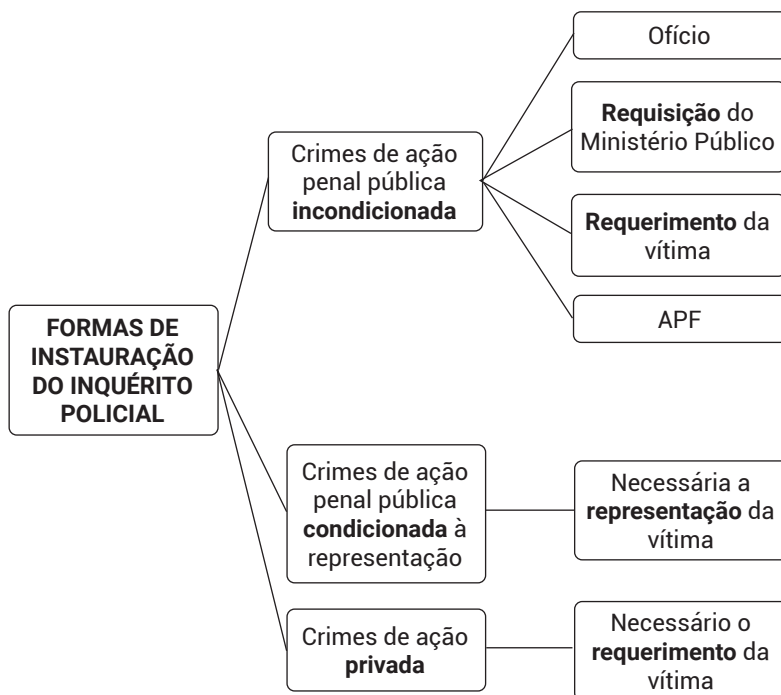 FORMAS DE
INSTAURAÇÃO
DO INQUÉRITO
POLICIAL
Crimes de ação
penal pública
incondicionada
Ofício
Requisição do
Ministério Público
Requerimento da
vítima
APF
Crimes de ação
penal pública
condicionada à
representação
Necessária a
representação da
vítima
Crimes de ação
privada
Necessário o
requerimento da
vítima